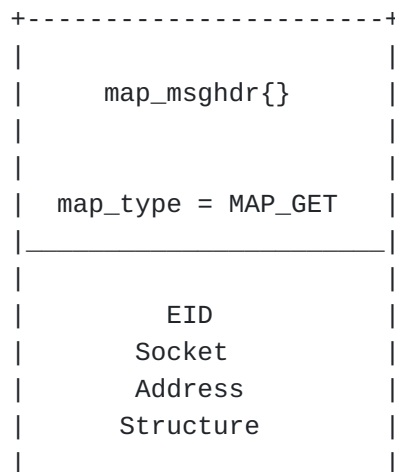 map_msghdr{}
map_type = MAP_GET
EID
Socket
Address
Structure